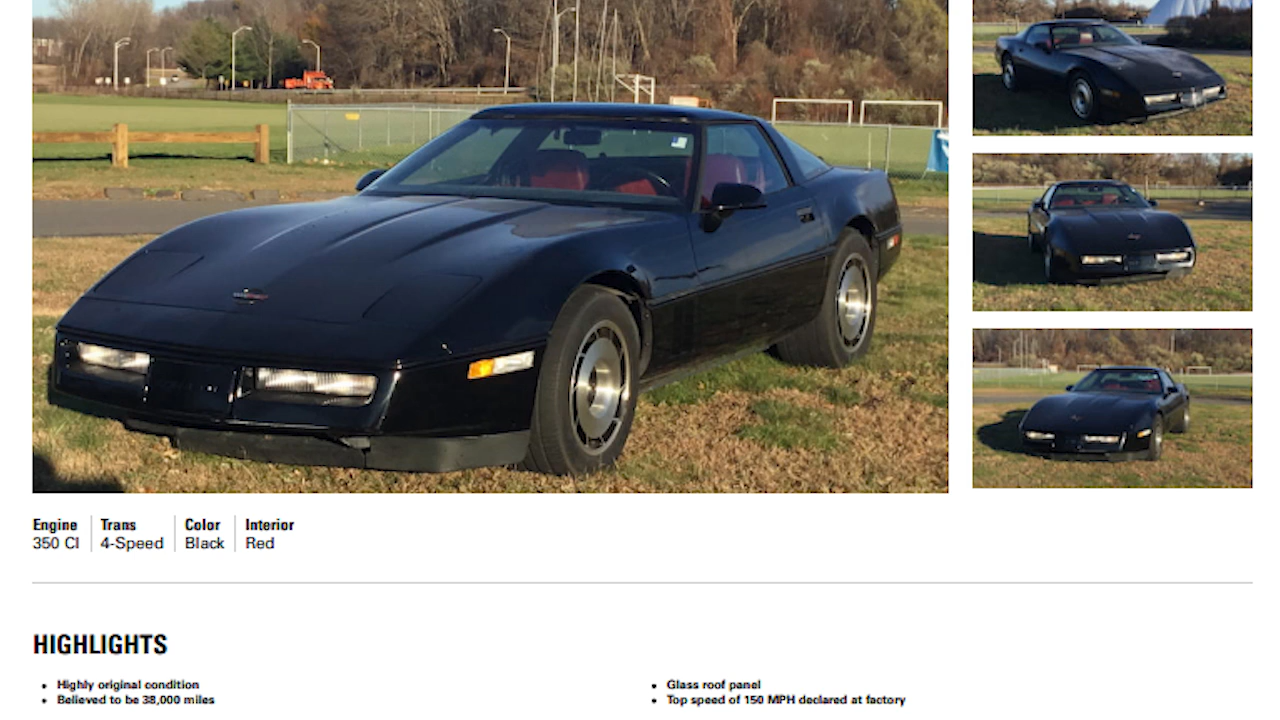 Engine
350 CI
Trans
4-Speed
Color
Black
Interior
Red
HIGHLIGHTS
• Highly original condition
• Believed to be 38,000 miles
• Glass roof panel
• Top speed of 150 MPH declared at factory